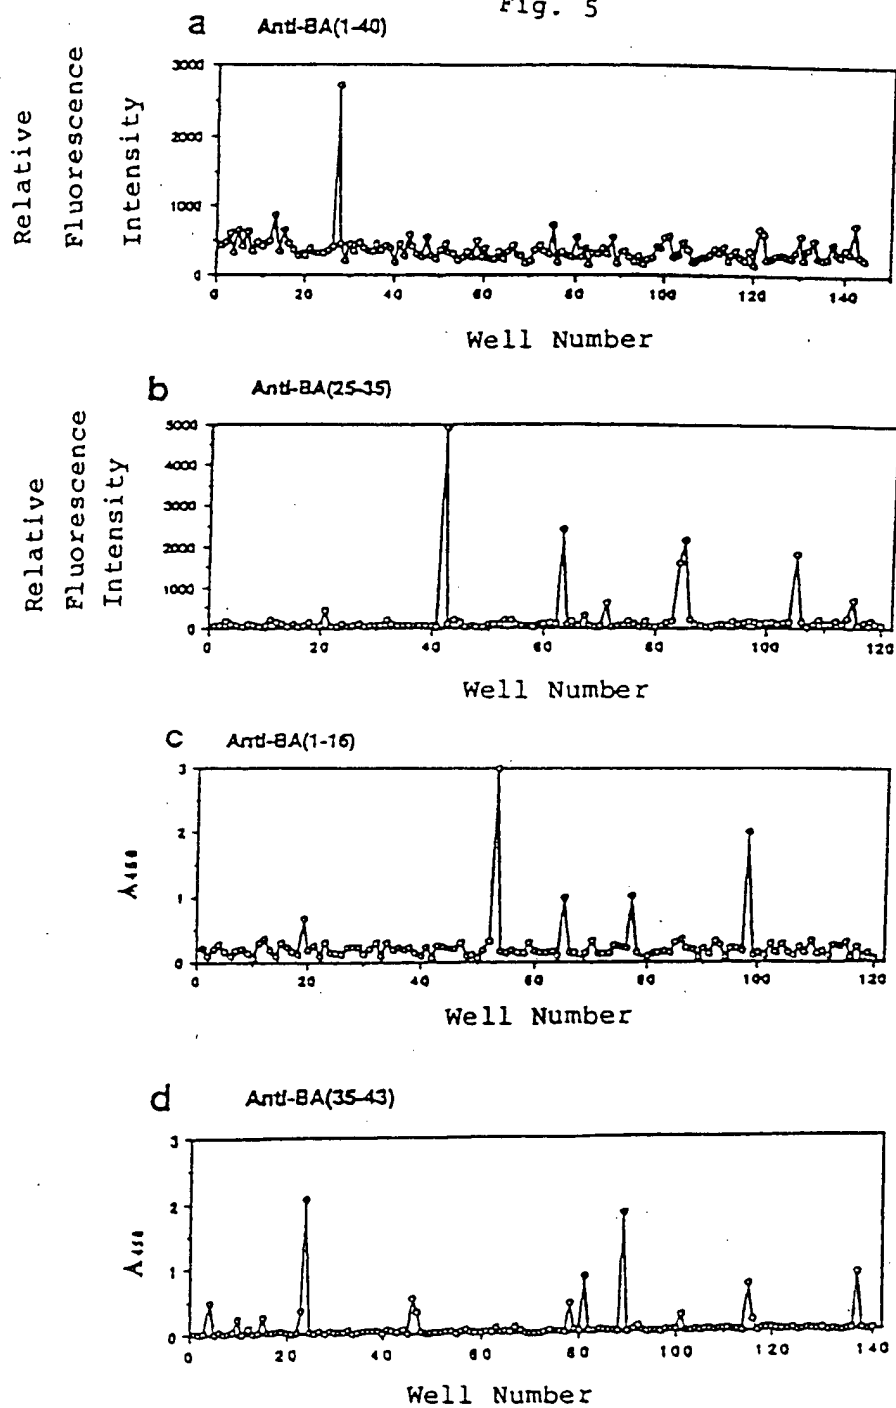 Fig. 5
a Anti-BA(1-40)
Relative
Fluorescence
Intensity
3000
2000
1000
0
0 20 40 60 80 100 120 140
Well Number
b Anti-BA(25-35)
Relative
Fluorescence
Intensity
5000
4000
3000
2000
1000
0
0 20 40 60 80 100 120
Well Number
c Anti-BA(1-16)
3
2
1
0
0 20 40 60 80 100 120
Well Number
d Anti-BA(35-43)
3
2
1
0
0 20 40 60 80 100 120 140
Well Number